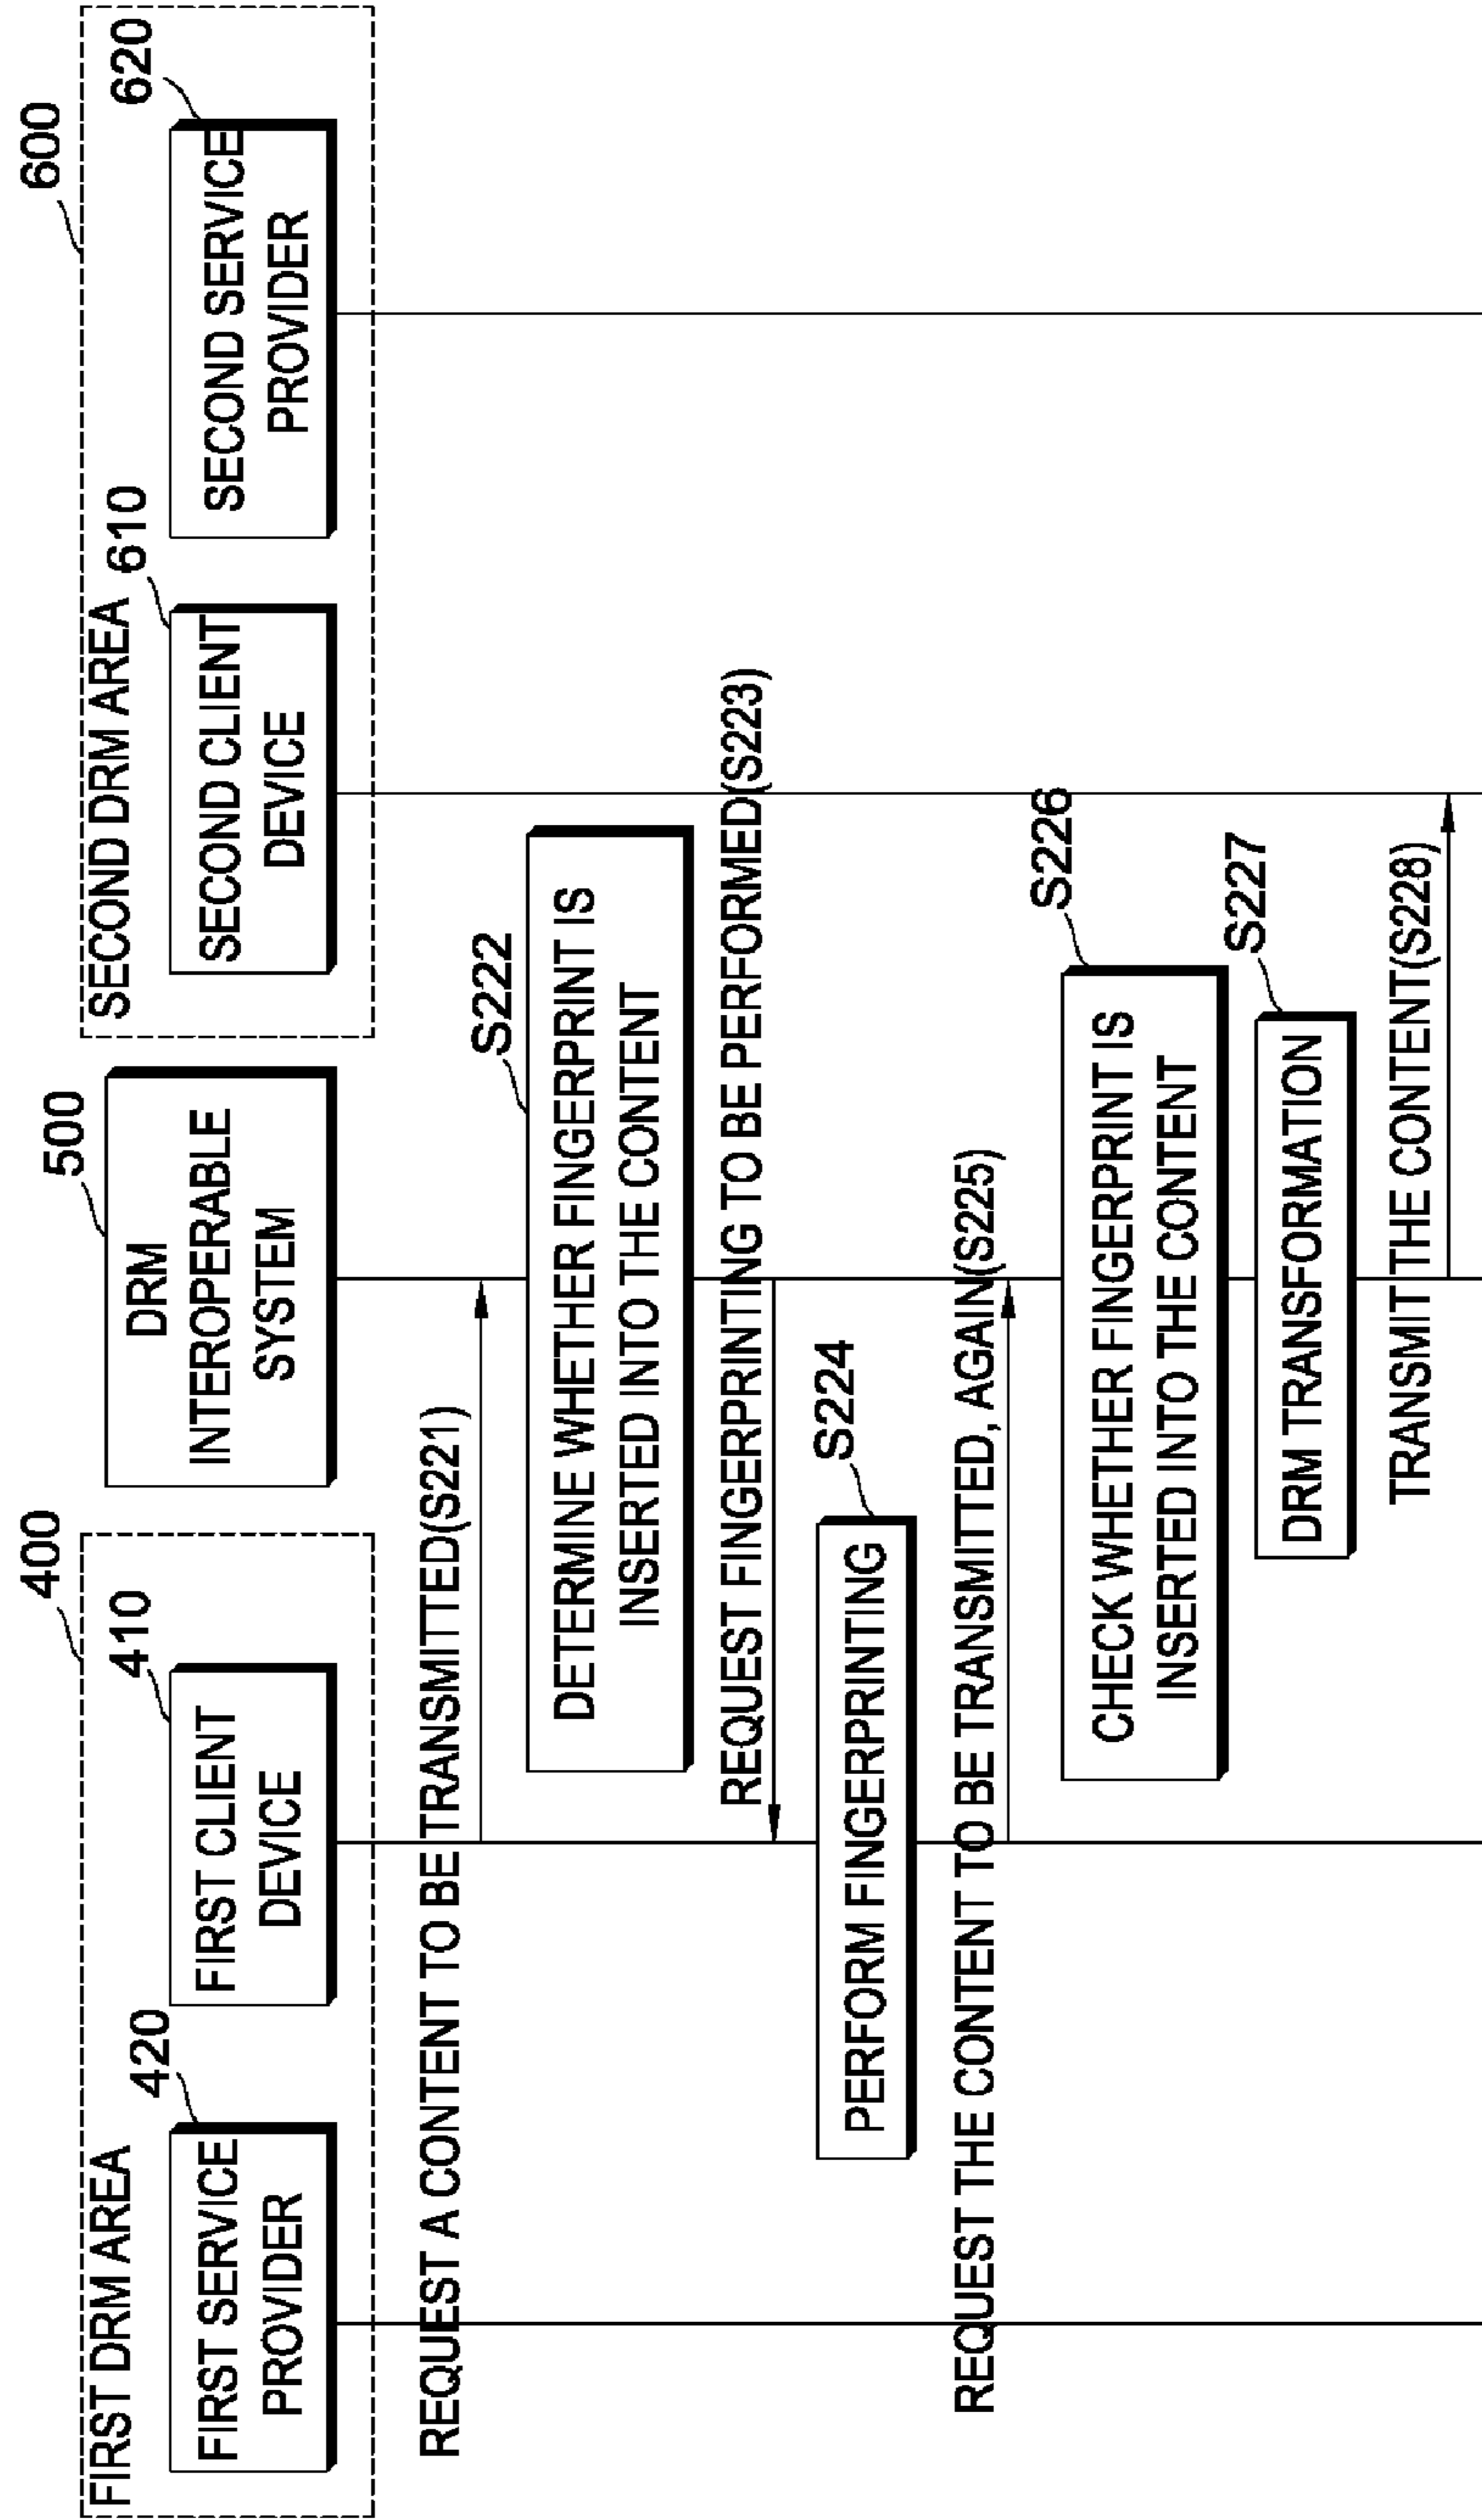 400
500
600
FIRST DRM AREA
SECOND DRM AREA
420
410
610
620
FIRST SERVICE
PROVIDER
FIRST CLIENT
DEVICE
DRM
INTEROPERABLE
SYSTEM
SECOND CLIENT
DEVICE
SECOND SERVICE
PROVIDER
REQUEST A CONTENT TO BE TRANSMITTED(S221)
S222
DETERMINE WHETHER FINGERPRINT IS
INSERTED INTO THE CONTENT
REQUEST FINGERPRINTING TO BE PERFORMED(S223)
S224
PERFORM FINGERPRINTING
REQUEST THE CONTENT TO BE TRANSMITTED, AGAIN(S225)
S226
CHECK WHETHER FINGERPRINT IS
INSERTED INTO THE CONTENT
S227
DRM TRANSFORMATION
TRANSMIT THE CONTENT(S228)